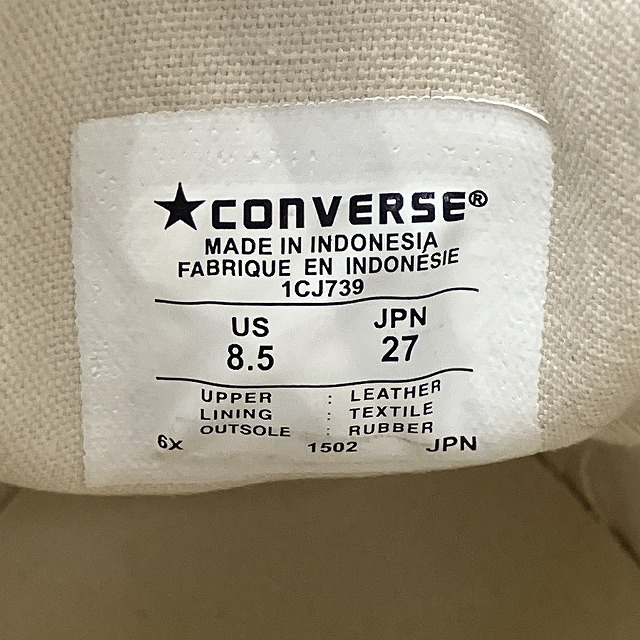 ★CONVERSE®
MADE IN INDONESIA
FABRIQUE EN INDONÉSIE
1CJ739
US JPN
8.5 27
UPPER : LEATHER
LINING : TEXTILE
OUTSOLE : RUBBER
6X 1502 JPN